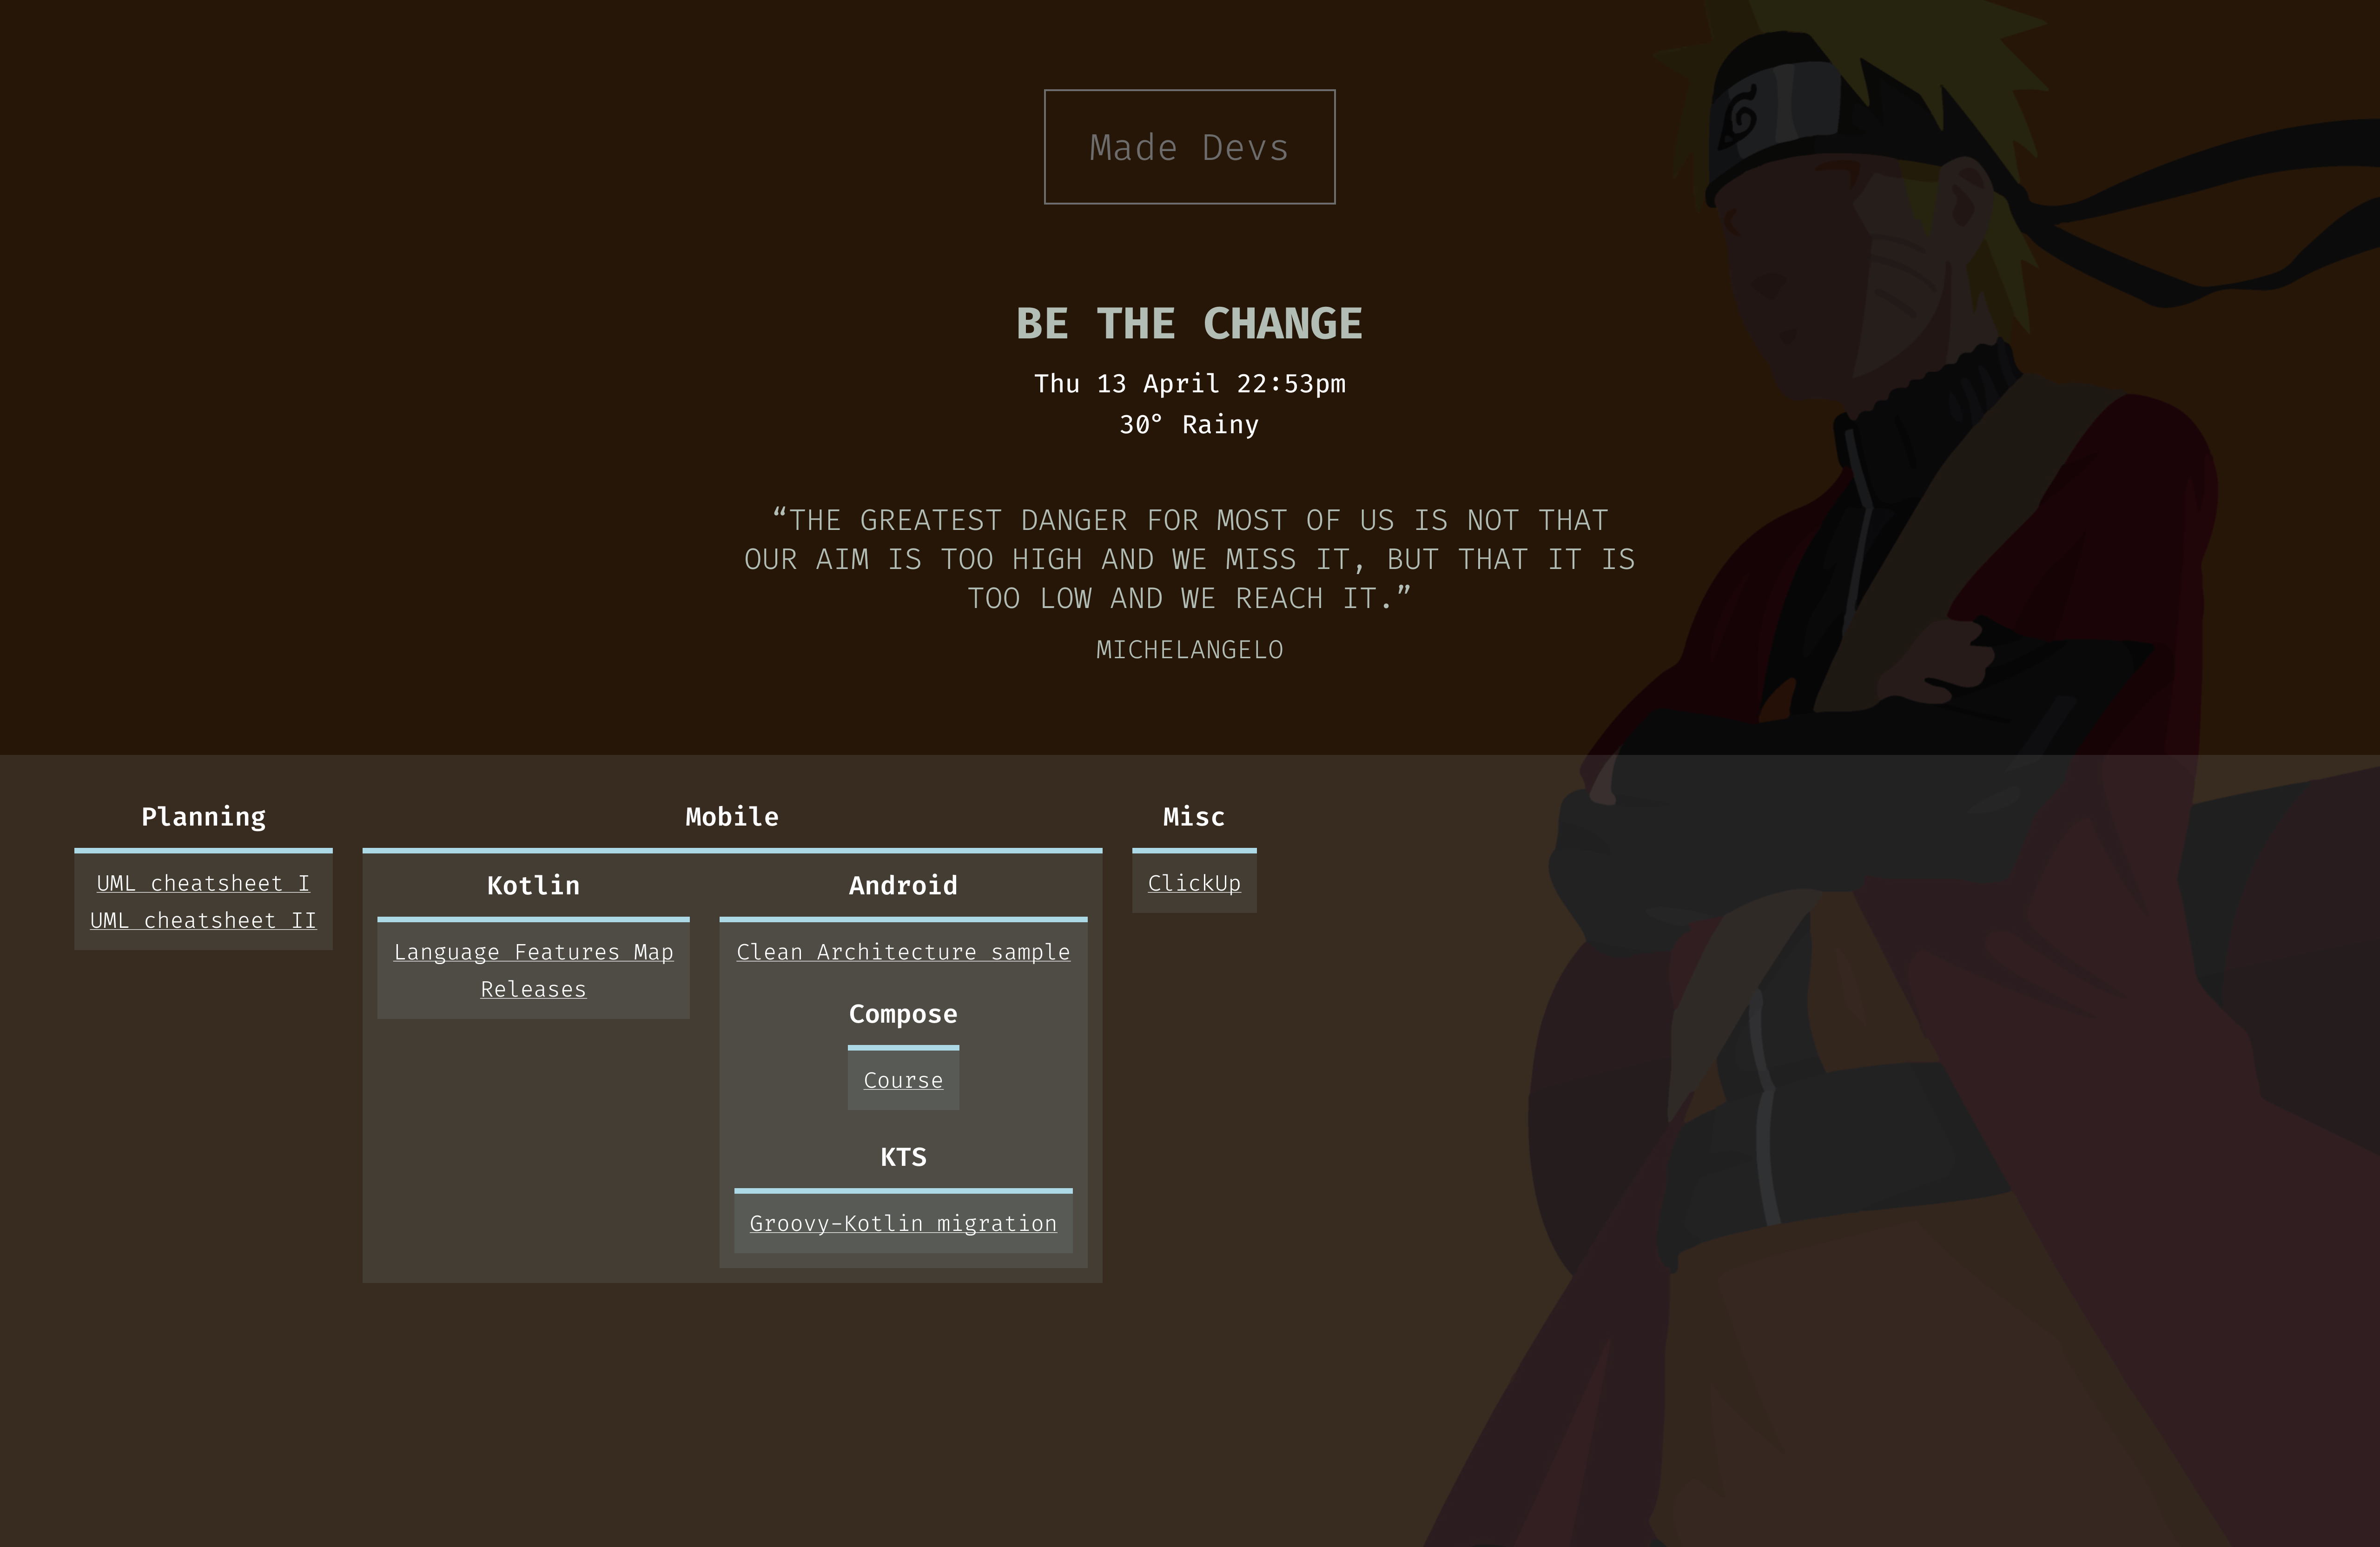 Made Devs
BE THE CHANGE
Thu 13 April 22:53pm
30° Rainy
“THE GREATEST DANGER FOR MOST OF US IS NOT THAT
OUR AIM IS TOO HIGH AND WE MISS IT, BUT THAT IT IS
TOO LOW AND WE REACH IT.”
MICHELANGELO
Planning
UML cheatsheet I
UML cheatsheet II
Mobile
Kotlin
Language Features Map
Releases
Android
Clean Architecture sample
Compose
Course
KTS
Groovy-Kotlin migration
Misc
ClickUp